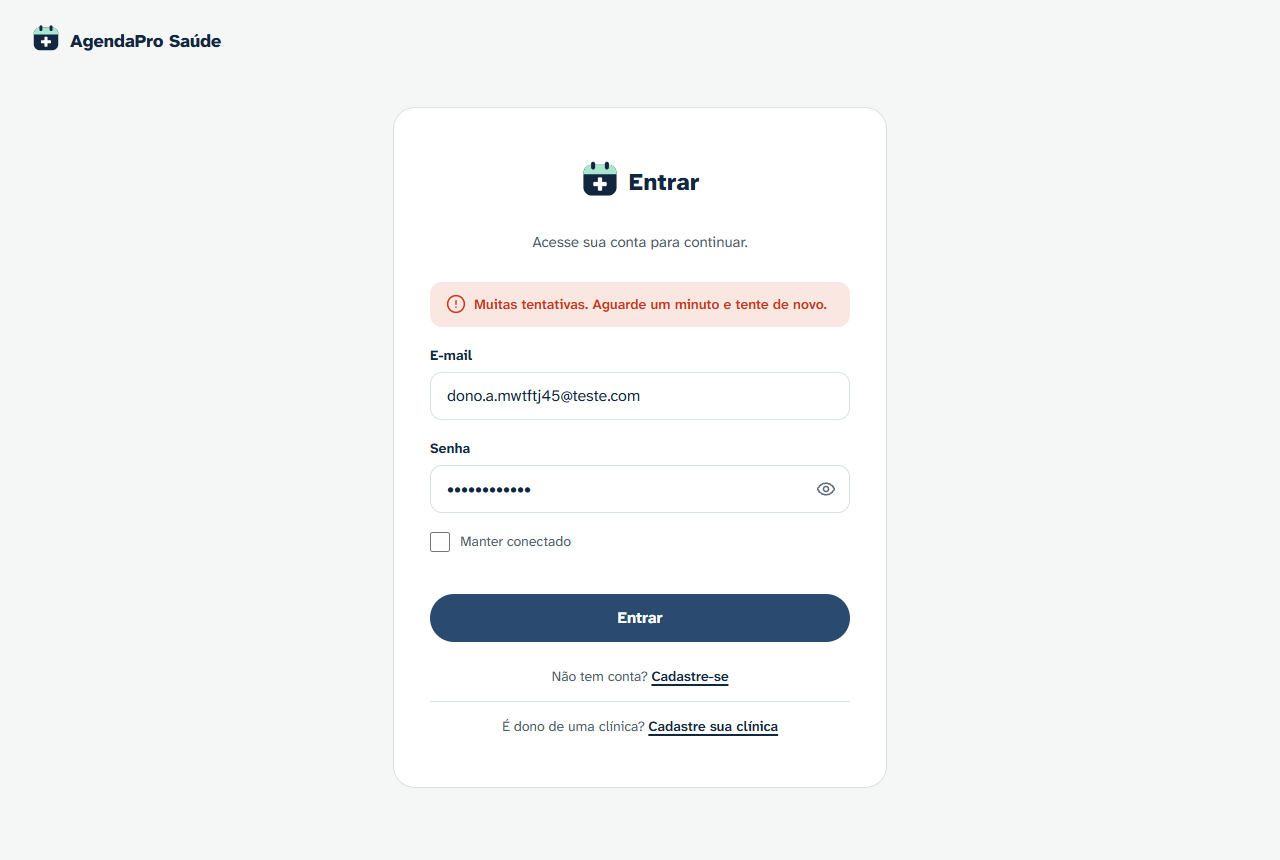 AgendaPro Saúde
Entrar
Acesse sua conta para continuar.
Muitas tentativas. Aguarde um minuto e tente de novo.
E-mail
dono.a.mwtftj45@teste.com
Senha
••••••••••••
Manter conectado
Entrar
Não tem conta? Cadastre-se
É dono de uma clínica? Cadastre sua clínica